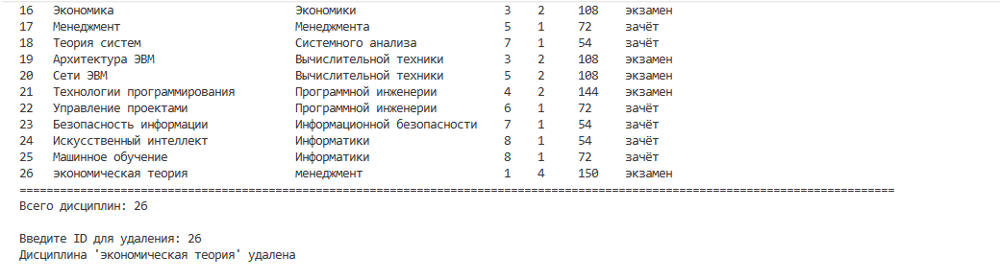 16 Экономика Экономики 3 2 108 экзамен
17 Менеджмент Менеджмента 5 1 72 зачёт
18 Теория систем Системного анализа 7 1 54 зачёт
19 Архитектура ЭВМ Вычислительной техники 3 2 108 экзамен
20 Сети ЭВМ Вычислительной техники 5 2 108 экзамен
21 Технологии программирования Программной инженерии 4 2 144 экзамен
22 Управление проектами Программной инженерии 6 1 72 зачёт
23 Безопасность информации Информационной безопасности 7 1 54 зачёт
24 Искусственный интеллект Информатики 8 1 54 зачёт
25 Машинное обучение Информатики 8 1 72 зачёт
26 экономическая теория менеджмент 1 4 150 экзамен
==================================================================================================================================
Всего дисциплин: 26
Введите ID для удаления: 26
Дисциплина 'экономическая теория' удалена